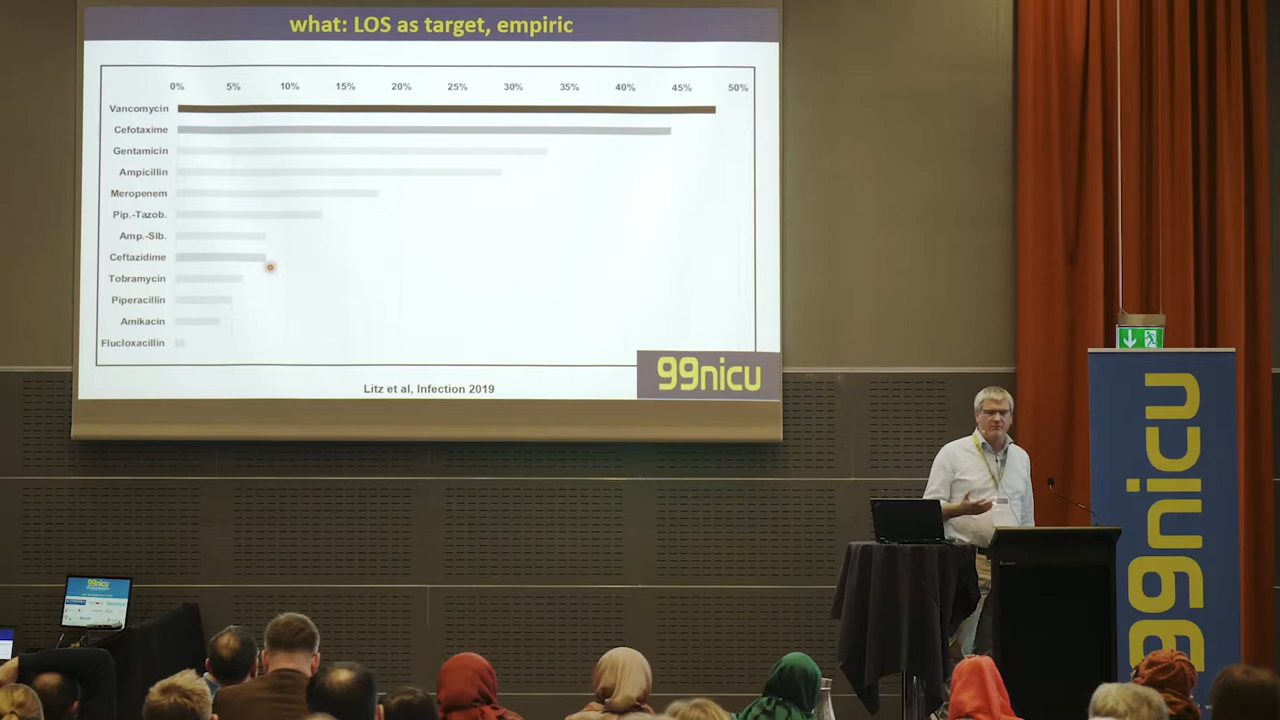 what: LOS as target, empiric
0% 5% 10% 15% 20% 25% 30% 35% 40% 45% 50%
Vancomycin
Cefotaxime
Gentamicin
Ampicillin
Meropenem
Pip.-Tazob.
Amp.-Slb.
Ceftazidime
Tobramycin
Piperacillin
Amikacin
Flucloxacillin
Litz et al, Infection 2019
99nicu
99nicu
99nicu